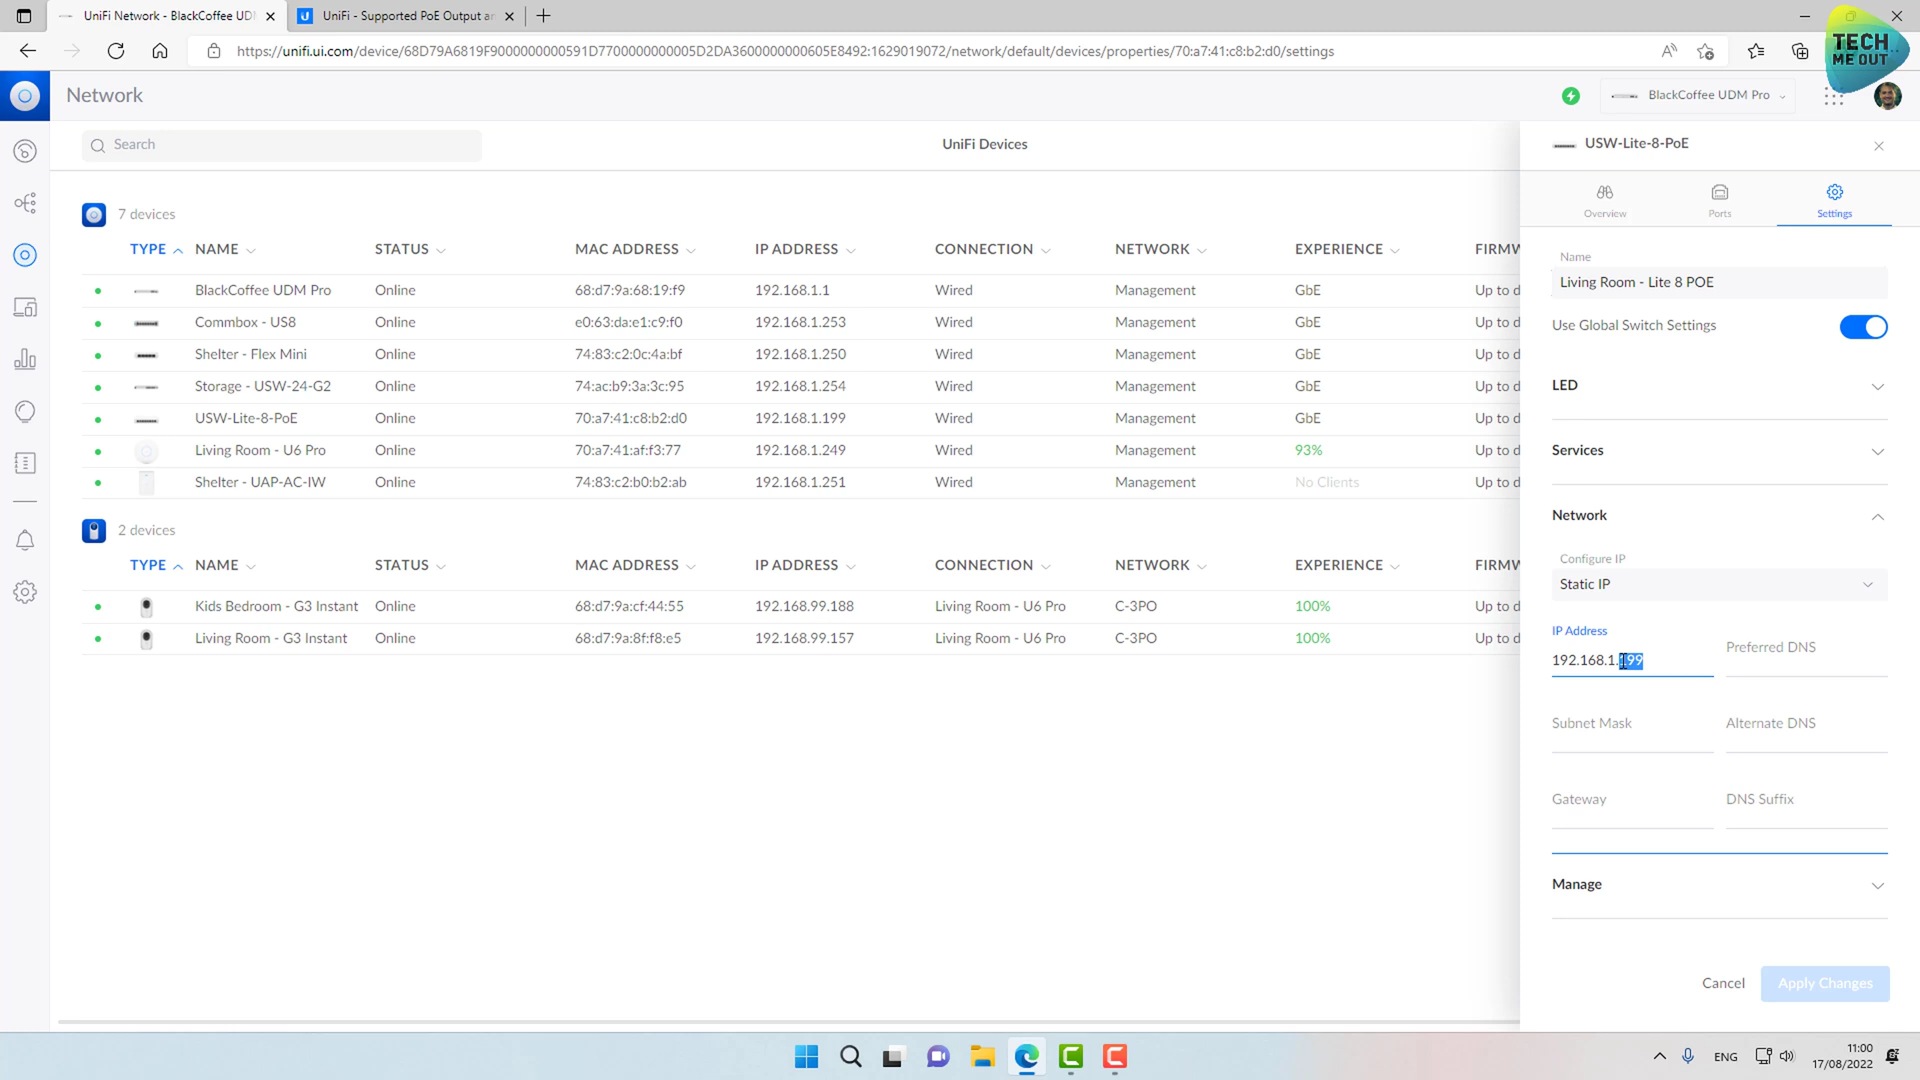 UniFi Network - BlackCoffee UDM
UniFi - Supported PoE Output an
https://unifi.ui.com/device/68D79A6819F9000000000591D7700000000005D2DA3600000000605E8492:1629019072/network/default/devices/properties/70:a7:41:c8:b2:d0/settings
TECH
ME OUT
Network
BlackCoffee UDM Pro
Search
UniFi Devices
7 devices
TYPE NAME STATUS MAC ADDRESS IP ADDRESS CONNECTION NETWORK EXPERIENCE FIRMW
BlackCoffee UDM Pro Online 68:d7:9a:68:19:f9 192.168.1.1 Wired Management GbE Up to d
Commbox - US8 Online e0:63:da:e1:c9:f0 192.168.1.253 Wired Management GbE Up to d
Shelter - Flex Mini Online 74:83:c2:0c:4a:bf 192.168.1.250 Wired Management GbE Up to d
Storage - USW-24-G2 Online 74:ac:b9:3a:3c:95 192.168.1.254 Wired Management GbE Up to d
USW-Lite-8-PoE Online 70:a7:41:c8:b2:d0 192.168.1.199 Wired Management GbE Up to d
Living Room - U6 Pro Online 70:a7:41:af:f3:77 192.168.1.249 Wired Management 93% Up to d
Shelter - UAP-AC-IW Online 74:83:c2:b0:b2:ab 192.168.1.251 Wired Management No Clients Up to d
2 devices
TYPE NAME STATUS MAC ADDRESS IP ADDRESS CONNECTION NETWORK EXPERIENCE FIRMW
Kids Bedroom - G3 Instant Online 68:d7:9a:cf:44:55 192.168.99.188 Living Room - U6 Pro C-3PO 100% Up to d
Living Room - G3 Instant Online 68:d7:9a:8f:f8:e5 192.168.99.157 Living Room - U6 Pro C-3PO 100% Up to d
USW-Lite-8-PoE
Overview Ports Settings
Name
Living Room - Lite 8 POE
Use Global Switch Settings
LED
Services
Network
Configure IP
Static IP
IP Address
192.168.1.199
Preferred DNS
Subnet Mask Alternate DNS
Gateway DNS Suffix
Manage
Cancel Apply Changes
ENG
11:00
17/08/2022